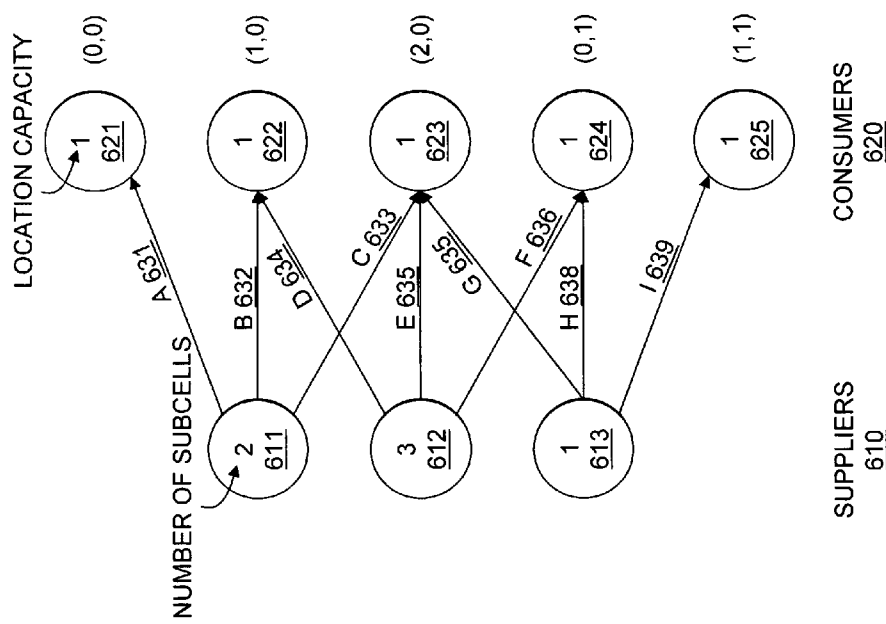 LOCATION CAPACITY
NUMBER OF SUBCELLS
1
621
(0,0)
A 631
2
611
B 632
1
622
(1,0)
D 634
C 633
3
612
E 635
1
623
(2,0)
G 635
F 636
1
613
H 638
1
624
(0,1)
I 639
1
625
(1,1)
SUPPLIERS
610
CONSUMERS
620